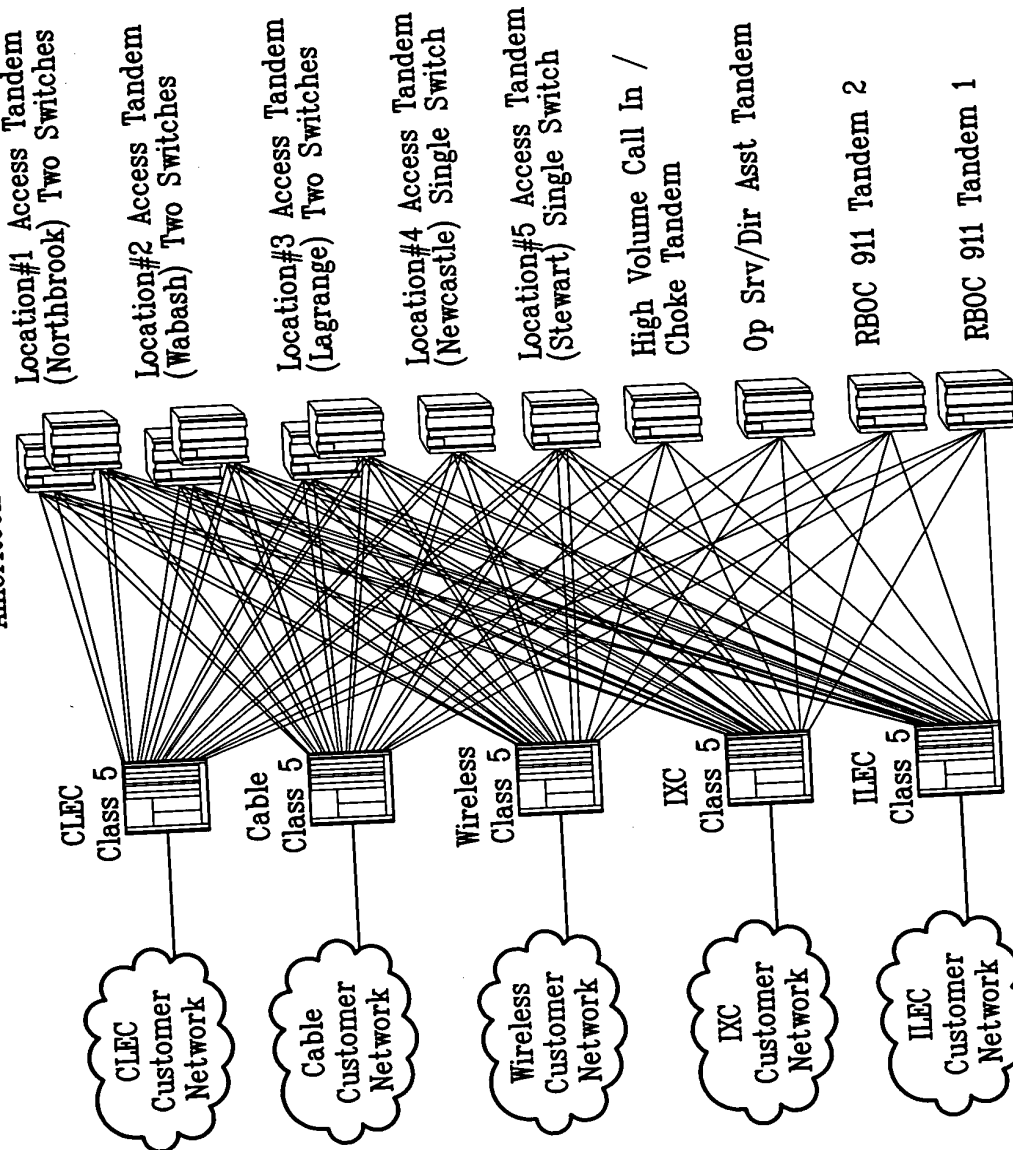 Location#1 Access Tandem
(Northbrook) Two Switches
Location#2 Access Tandem
(Wabash) Two Switches
Location#3 Access Tandem
(Lagrange) Two Switches
Location#4 Access Tandem
(Newcastle) Single Switch
Location#5 Access Tandem
(Stewart) Single Switch
High Volume Call In /
Choke Tandem
Op Srv/Dir Asst Tandem
RBOC 911 Tandem 2
RBOC 911 Tandem 1
CLEC
Class 5
Cable
Class 5
Wireless
Class 5
IXC
Class 5
ILEC
Class 5
CLEC
Customer
Network
Cable
Customer
Network
Wireless
Customer
Network
IXC
Customer
Network
ILEC
Customer
Network